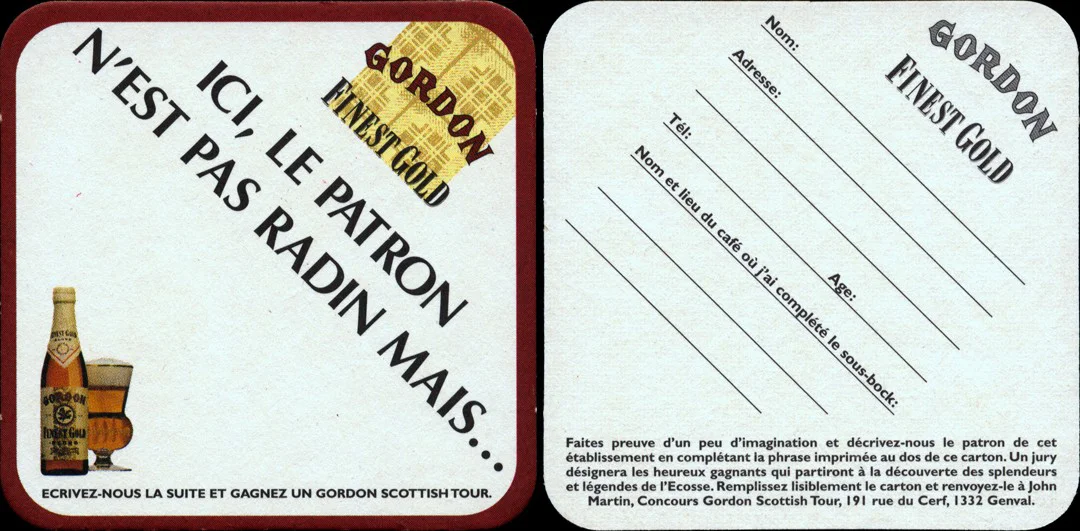 GORDON
FINEST GOLD
ICI, LE PATRON
N'EST PAS RADIN MAIS...
GORDON
FINEST GOLD
ECRIVEZ-NOUS LA SUITE ET GAGNEZ UN GORDON SCOTTISH TOUR.
GORDON
FINEST GOLD
Nom:
Adresse:
Tél:
Age:
Nom et lieu du café où j'ai complété le sous-bock:
Faites preuve d'un peu d'imagination et décrivez-nous le patron de cet
établissement en complétant la phrase imprimée au dos de ce carton. Un jury
désignera les heureux gagnants qui partiront à la découverte des splendeurs
et légendes de l'Ecosse. Remplissez lisiblement le carton et renvoyez-le à John
Martin, Concours Gordon Scottish Tour, 191 rue du Cerf, 1332 Genval.